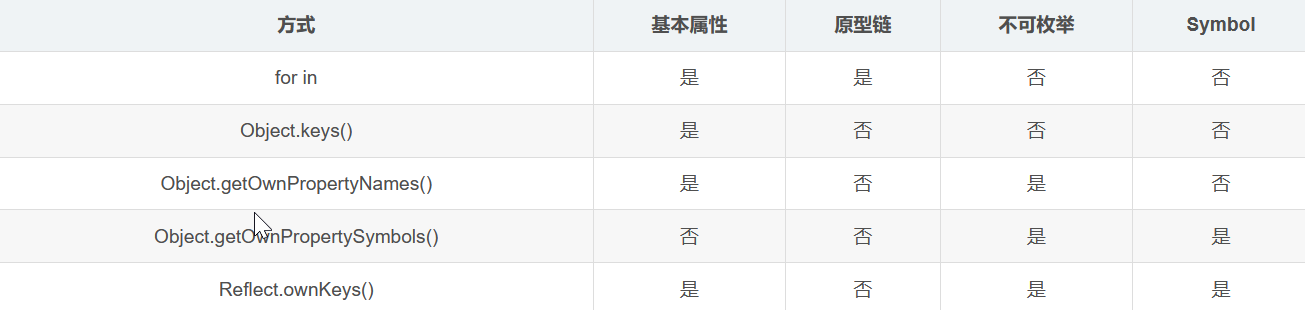 方式 基本属性 原型链 不可枚举 Symbol
for in 是 是 否 否
Object.keys() 是 否 否 否
Object.getOwnPropertyNames() 是 否 是 否
Object.getOwnPropertySymbols() 否 否 是 是
Reflect.ownKeys() 是 否 是 是